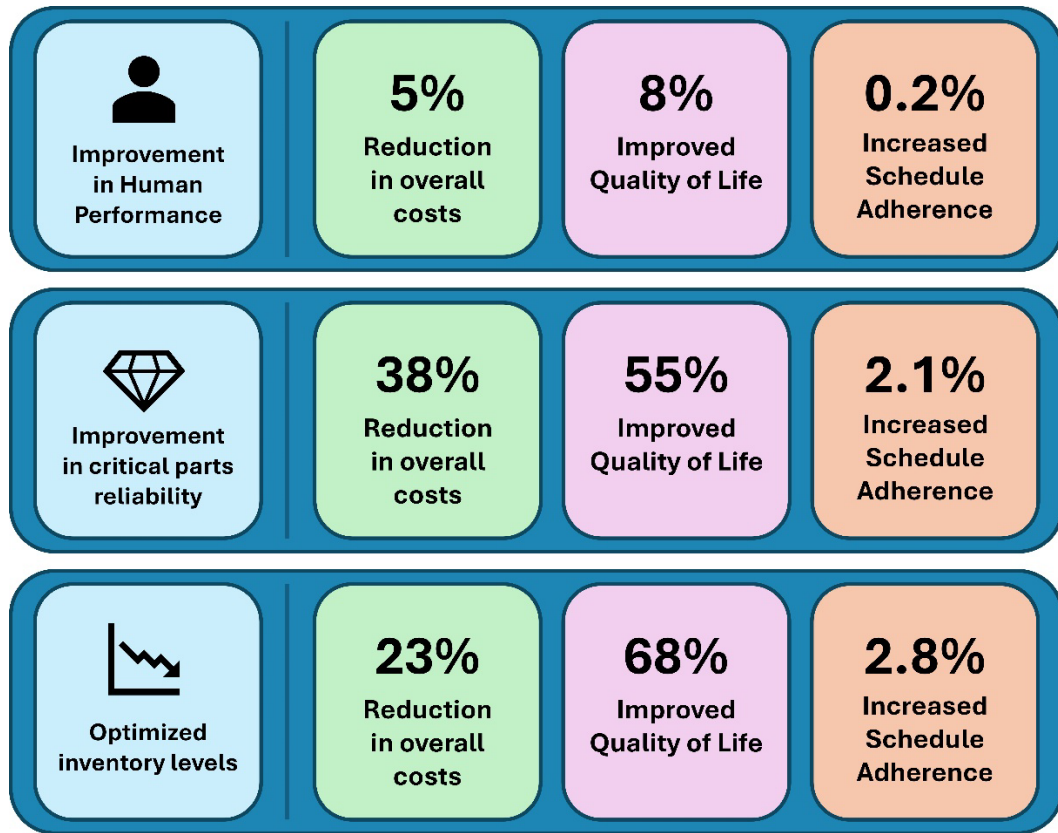 Improvement
in Human
Performance
5%
Reduction
in overall
costs
8%
Improved
Quality of Life
0.2%
Increased
Schedule
Adherence
Improvement
in critical parts
reliability
38%
Reduction
in overall
costs
55%
Improved
Quality of Life
2.1%
Increased
Schedule
Adherence
Optimized
inventory levels
23%
Reduction
in overall
costs
68%
Improved
Quality of Life
2.8%
Increased
Schedule
Adherence